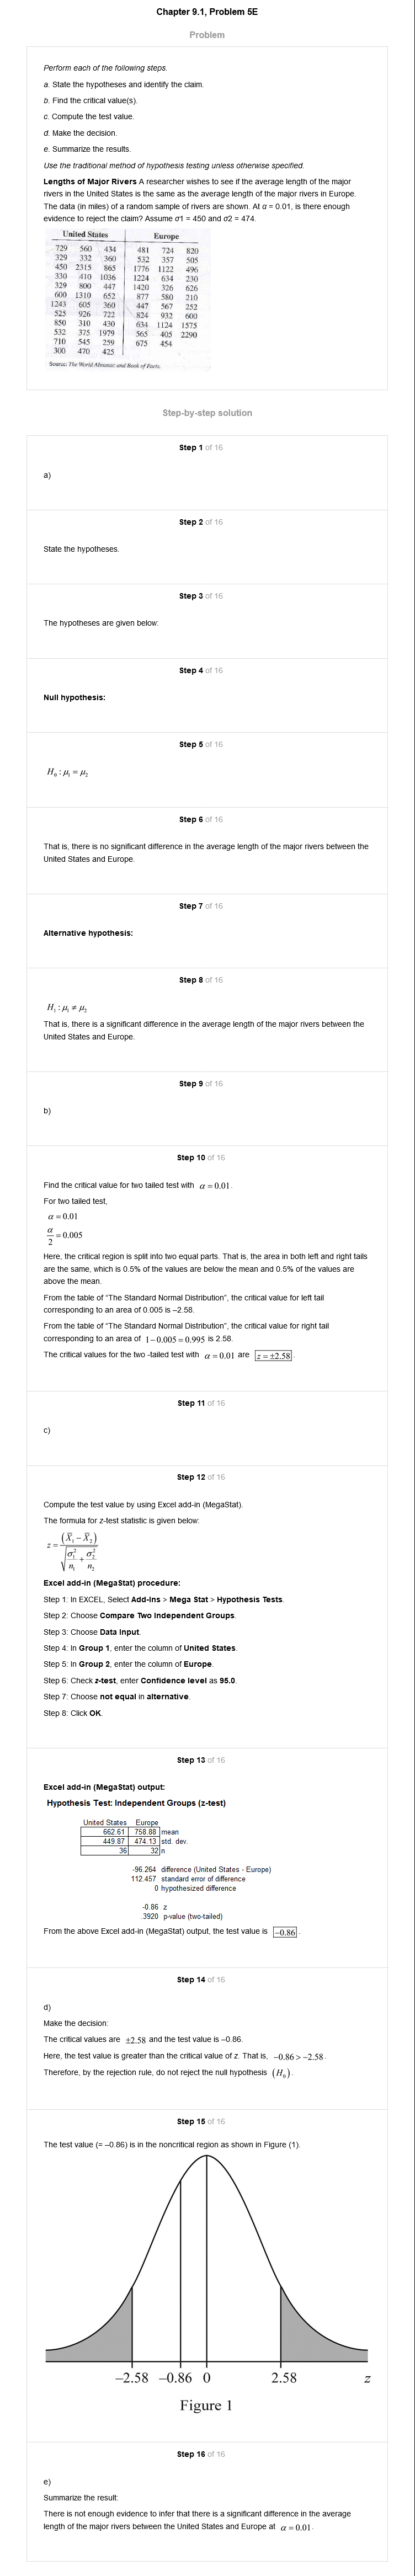 Chapter 9.1, Problem 5E
Problem
Perform each of the following steps.
a. State the hypotheses and identify the claim.
b. Find the critical value(s).
c. Compute the test value.
d. Make the decision.
e. Summarize the results.
Use the traditional method of hypothesis testing unless otherwise specified.
Lengths of Major Rivers A researcher wishes to see if the average length of the major
rivers in the United States is the same as the average length of the major rivers in Europe.
The data (in miles) of a random sample of rivers are shown. At α = 0.01, is there enough
evidence to reject the claim? Assume σ1 = 450 and σ2 = 474.
United States Europe
729 560 434 481 724 820
329 332 360 532 357 505
450 2315 865 1776 1122 496
330 410 1036 1224 634 230
329 800 447 1420 326 626
600 1310 652 877 580 210
1243 605 360 447 567 252
525 926 722 824 932 600
850 310 430 634 1124 1575
532 375 1979 565 405 2290
710 545 259 675 454
300 470 425
Source: The World Almanac and Book of Facts.
Step-by-step solution
Step 1 of 16
a)
Step 2 of 16
State the hypotheses.
Step 3 of 16
The hypotheses are given below:
Step 4 of 16
Null hypothesis:
Step 5 of 16
H₀ : μ₁ = μ₂
Step 6 of 16
That is, there is no significant difference in the average length of the major rivers between the
United States and Europe.
Step 7 of 16
Alternative hypothesis:
Step 8 of 16
H₁ : μ₁ ≠ μ₂
That is, there is a significant difference in the average length of the major rivers between the
United States and Europe.
Step 9 of 16
b)
Step 10 of 16
Find the critical value for two tailed test with α = 0.01.
For two tailed test,
α = 0.01
α/2 = 0.005
Here, the critical region is split into two equal parts. That is, the area in both left and right tails
are the same, which is 0.5% of the values are below the mean and 0.5% of the values are
above the mean.
From the table of “The Standard Normal Distribution”, the critical value for left tail
corresponding to an area of 0.005 is –2.58.
From the table of “The Standard Normal Distribution”, the critical value for right tail
corresponding to an area of 1−0.005 = 0.995 is 2.58.
The critical values for the two -tailed test with α = 0.01 are z = ±2.58.
Step 11 of 16
c)
Step 12 of 16
Compute the test value by using Excel add-in (MegaStat).
The formula for z-test statistic is given below:
z = (X̄₁ − X̄₂) / √(σ₁²/n₁ + σ₂²/n₂)
Excel add-in (MegaStat) procedure:
Step 1: In EXCEL, Select Add-Ins > Mega Stat > Hypothesis Tests.
Step 2: Choose Compare Two Independent Groups.
Step 3: Choose Data Input.
Step 4: In Group 1, enter the column of United States.
Step 5: In Group 2, enter the column of Europe.
Step 6: Check z-test, enter Confidence level as 95.0.
Step 7: Choose not equal in alternative.
Step 8: Click OK.
Step 13 of 16
Excel add-in (MegaStat) output:
Hypothesis Test: Independent Groups (z-test)
United States Europe
662.61 758.88 mean
449.87 474.13 std. dev.
36 32 n
-96.264 difference (United States - Europe)
112.457 standard error of difference
0 hypothesized difference
-0.86 z
.3920 p-value (two-tailed)
From the above Excel add-in (MegaStat) output, the test value is −0.86.
Step 14 of 16
d)
Make the decision:
The critical values are ±2.58 and the test value is –0.86.
Here, the test value is greater than the critical value of z. That is, −0.86 > −2.58.
Therefore, by the rejection rule, do not reject the null hypothesis (H₀).
Step 15 of 16
The test value (= –0.86) is in the noncritical region as shown in Figure (1).
−2.58 −0.86 0 2.58 z
Figure 1
Step 16 of 16
e)
Summarize the result:
There is not enough evidence to infer that there is a significant difference in the average
length of the major rivers between the United States and Europe at α = 0.01.